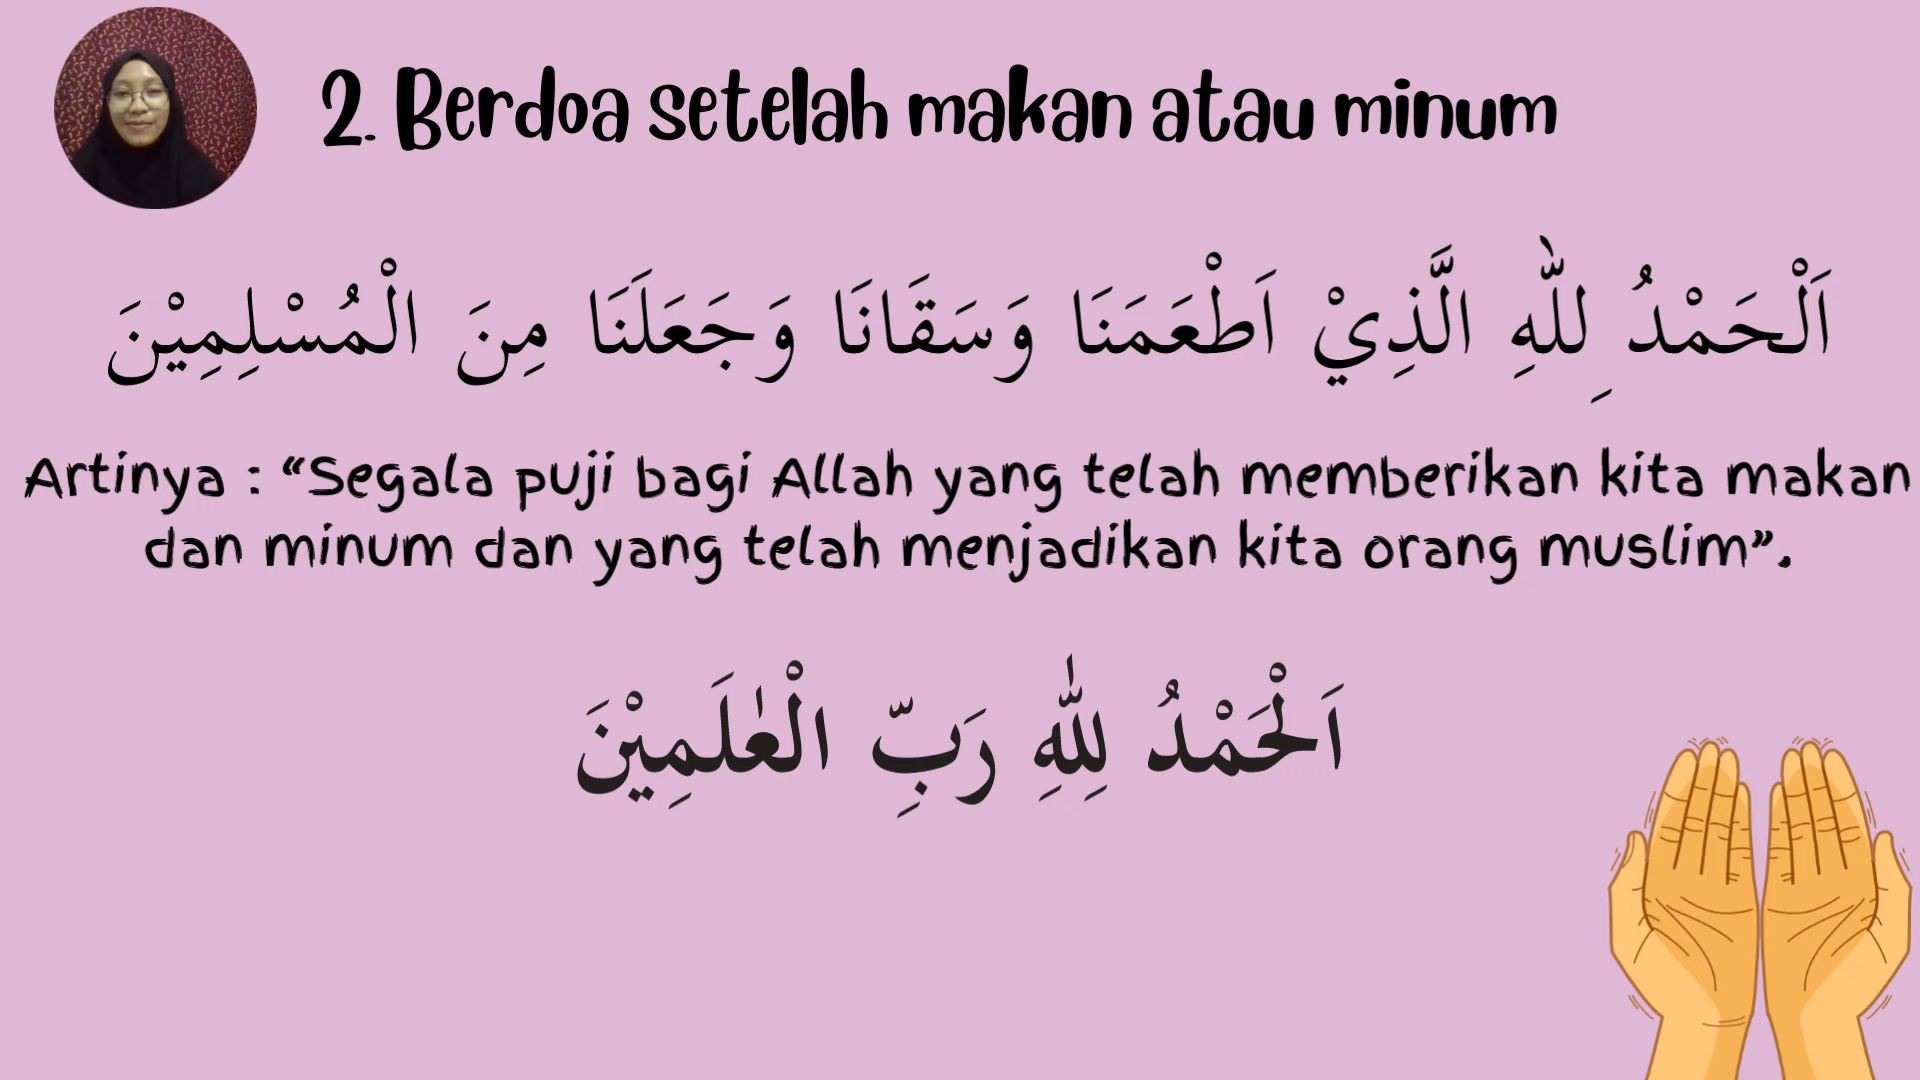 2. Berdoa setelah makan atau minum
اَلْحَمْدُ ِللّٰهِ الَّذِيْ اَطْعَمَنَا وَسَقَانَا وَجَعَلَنَا مِنَ الْمُسْلِمِيْنَ
Artinya : “Segala puji bagi Allah yang telah memberikan kita makan
dan minum dan yang telah menjadikan kita orang muslim”.
اَلْحَمْدُ لِلّٰهِ رَبِّ الْعٰلَمِيْنَ